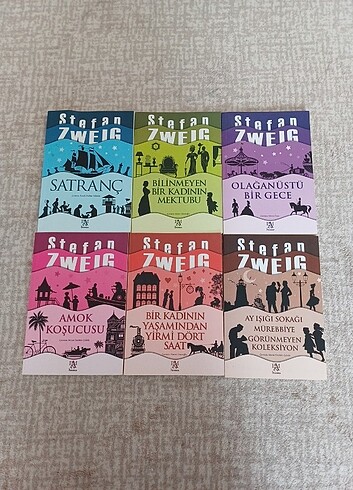 Stefan
ZWEIG
SATRANÇ
Stefan
ZWEIG
BİLİNMEYEN
BİR KADININ
MEKTUBU
Stefan
ZWEIG
OLAĞANÜSTÜ
BİR GECE
Stefan
ZWEIG
AMOK
KOŞUCUSU
Stefan
ZWEIG
BİR KADININ
YAŞAMINDAN
YİRMİ DÖRT
SAAT
Stefan
ZWEIG
AY IŞIĞI SOKAĞI
MÜREBBİYE
GÖRÜNMEYEN
KOLEKSİYON